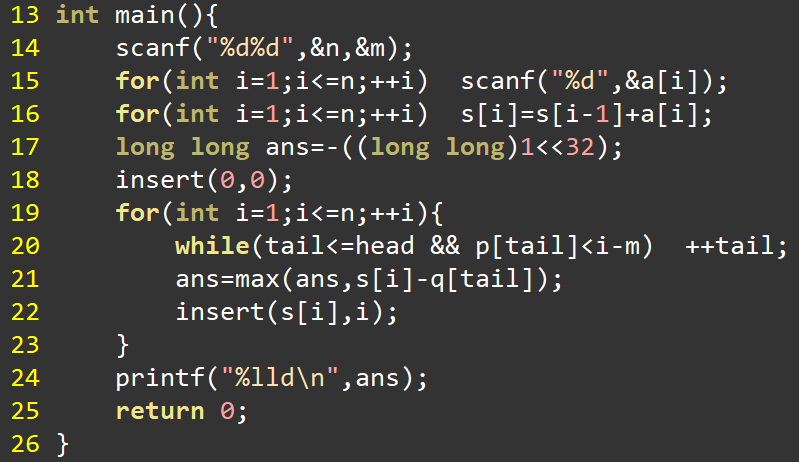 13 int main(){
14     scanf("%d%d",&n,&m);
15     for(int i=1;i<=n;++i)  scanf("%d",&a[i]);
16     for(int i=1;i<=n;++i)  s[i]=s[i-1]+a[i];
17     long long ans=-((long long)1<<32);
18     insert(0,0);
19     for(int i=1;i<=n;++i){
20         while(tail<=head && p[tail]<i-m)  ++tail;
21         ans=max(ans,s[i]-q[tail]);
22         insert(s[i],i);
23     }
24     printf("%lld\n",ans);
25     return 0;
26 }